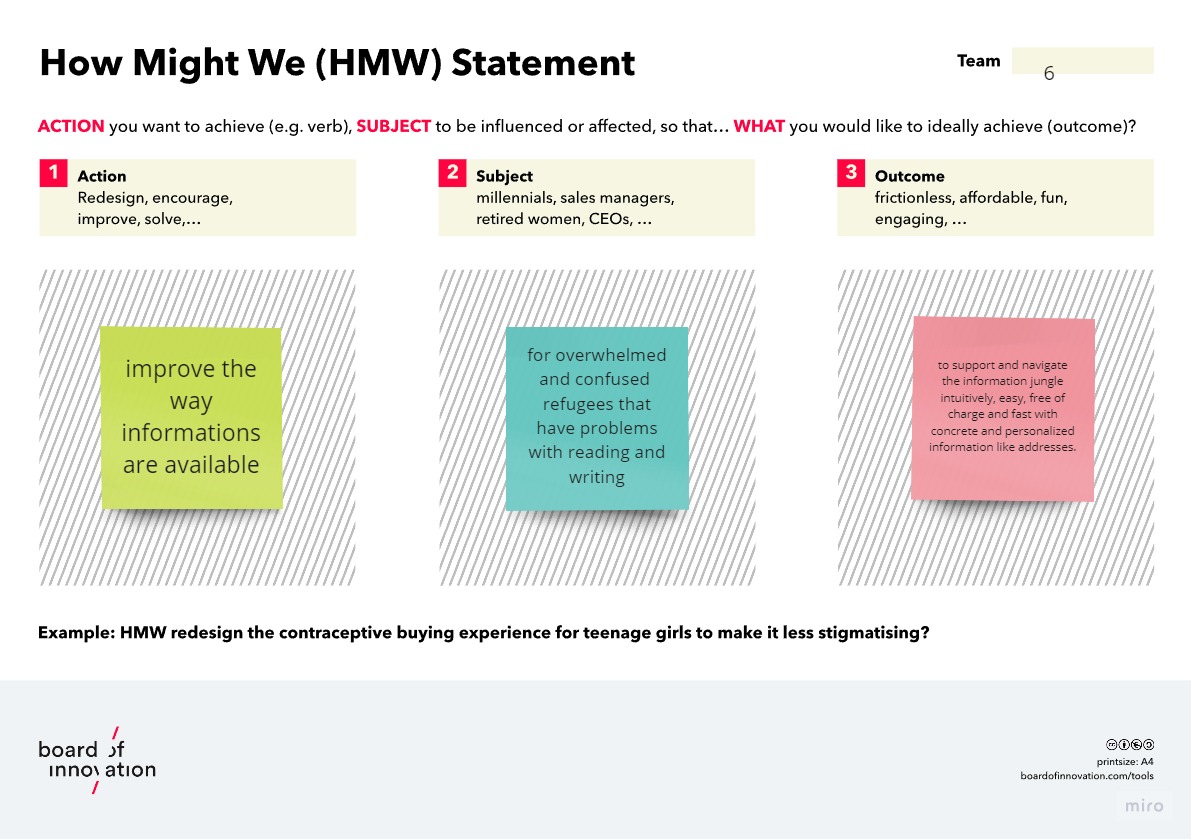 How Might We (HMW) Statement
Team
6
ACTION you want to achieve (e.g. verb), SUBJECT to be influenced or affected, so that… WHAT you would like to ideally achieve (outcome)?
1
Action
Redesign, encourage,
improve, solve,…
2
Subject
millennials, sales managers,
retired women, CEOs, …
3
Outcome
frictionless, affordable, fun,
engaging, …
improve the
way
informations
are available
for overwhelmed
and confused
refugees that
have problems
with reading and
writing
to support and navigate
the information jungle
intuitively, easy, free of
charge and fast with
concrete and personalized
information like addresses.
Example: HMW redesign the contraceptive buying experience for teenage girls to make it less stigmatising?
board of
innovation
printsize: A4
boardofinnovation.com/tools
miro